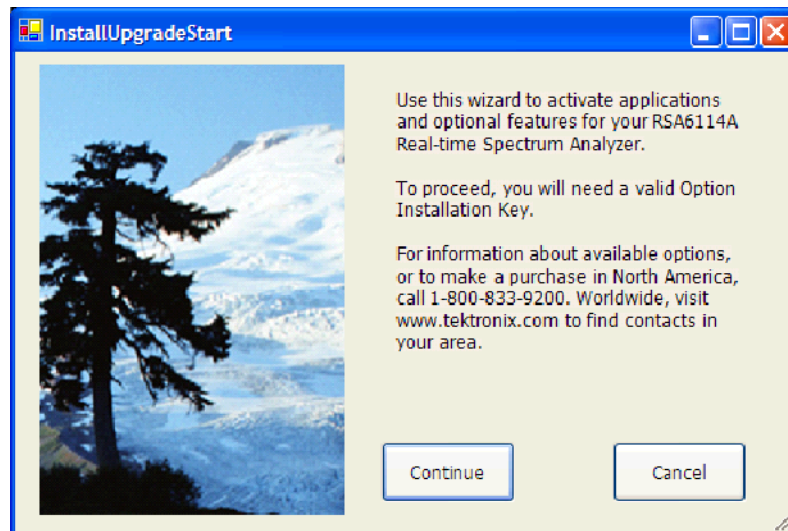 InstallUpgradeStart
Use this wizard to activate applications
and optional features for your RSA6114A
Real-time Spectrum Analyzer.
To proceed, you will need a valid Option
Installation Key.
For information about available options,
or to make a purchase in North America,
call 1-800-833-9200. Worldwide, visit
www.tektronix.com to find contacts in
your area.
Continue
Cancel